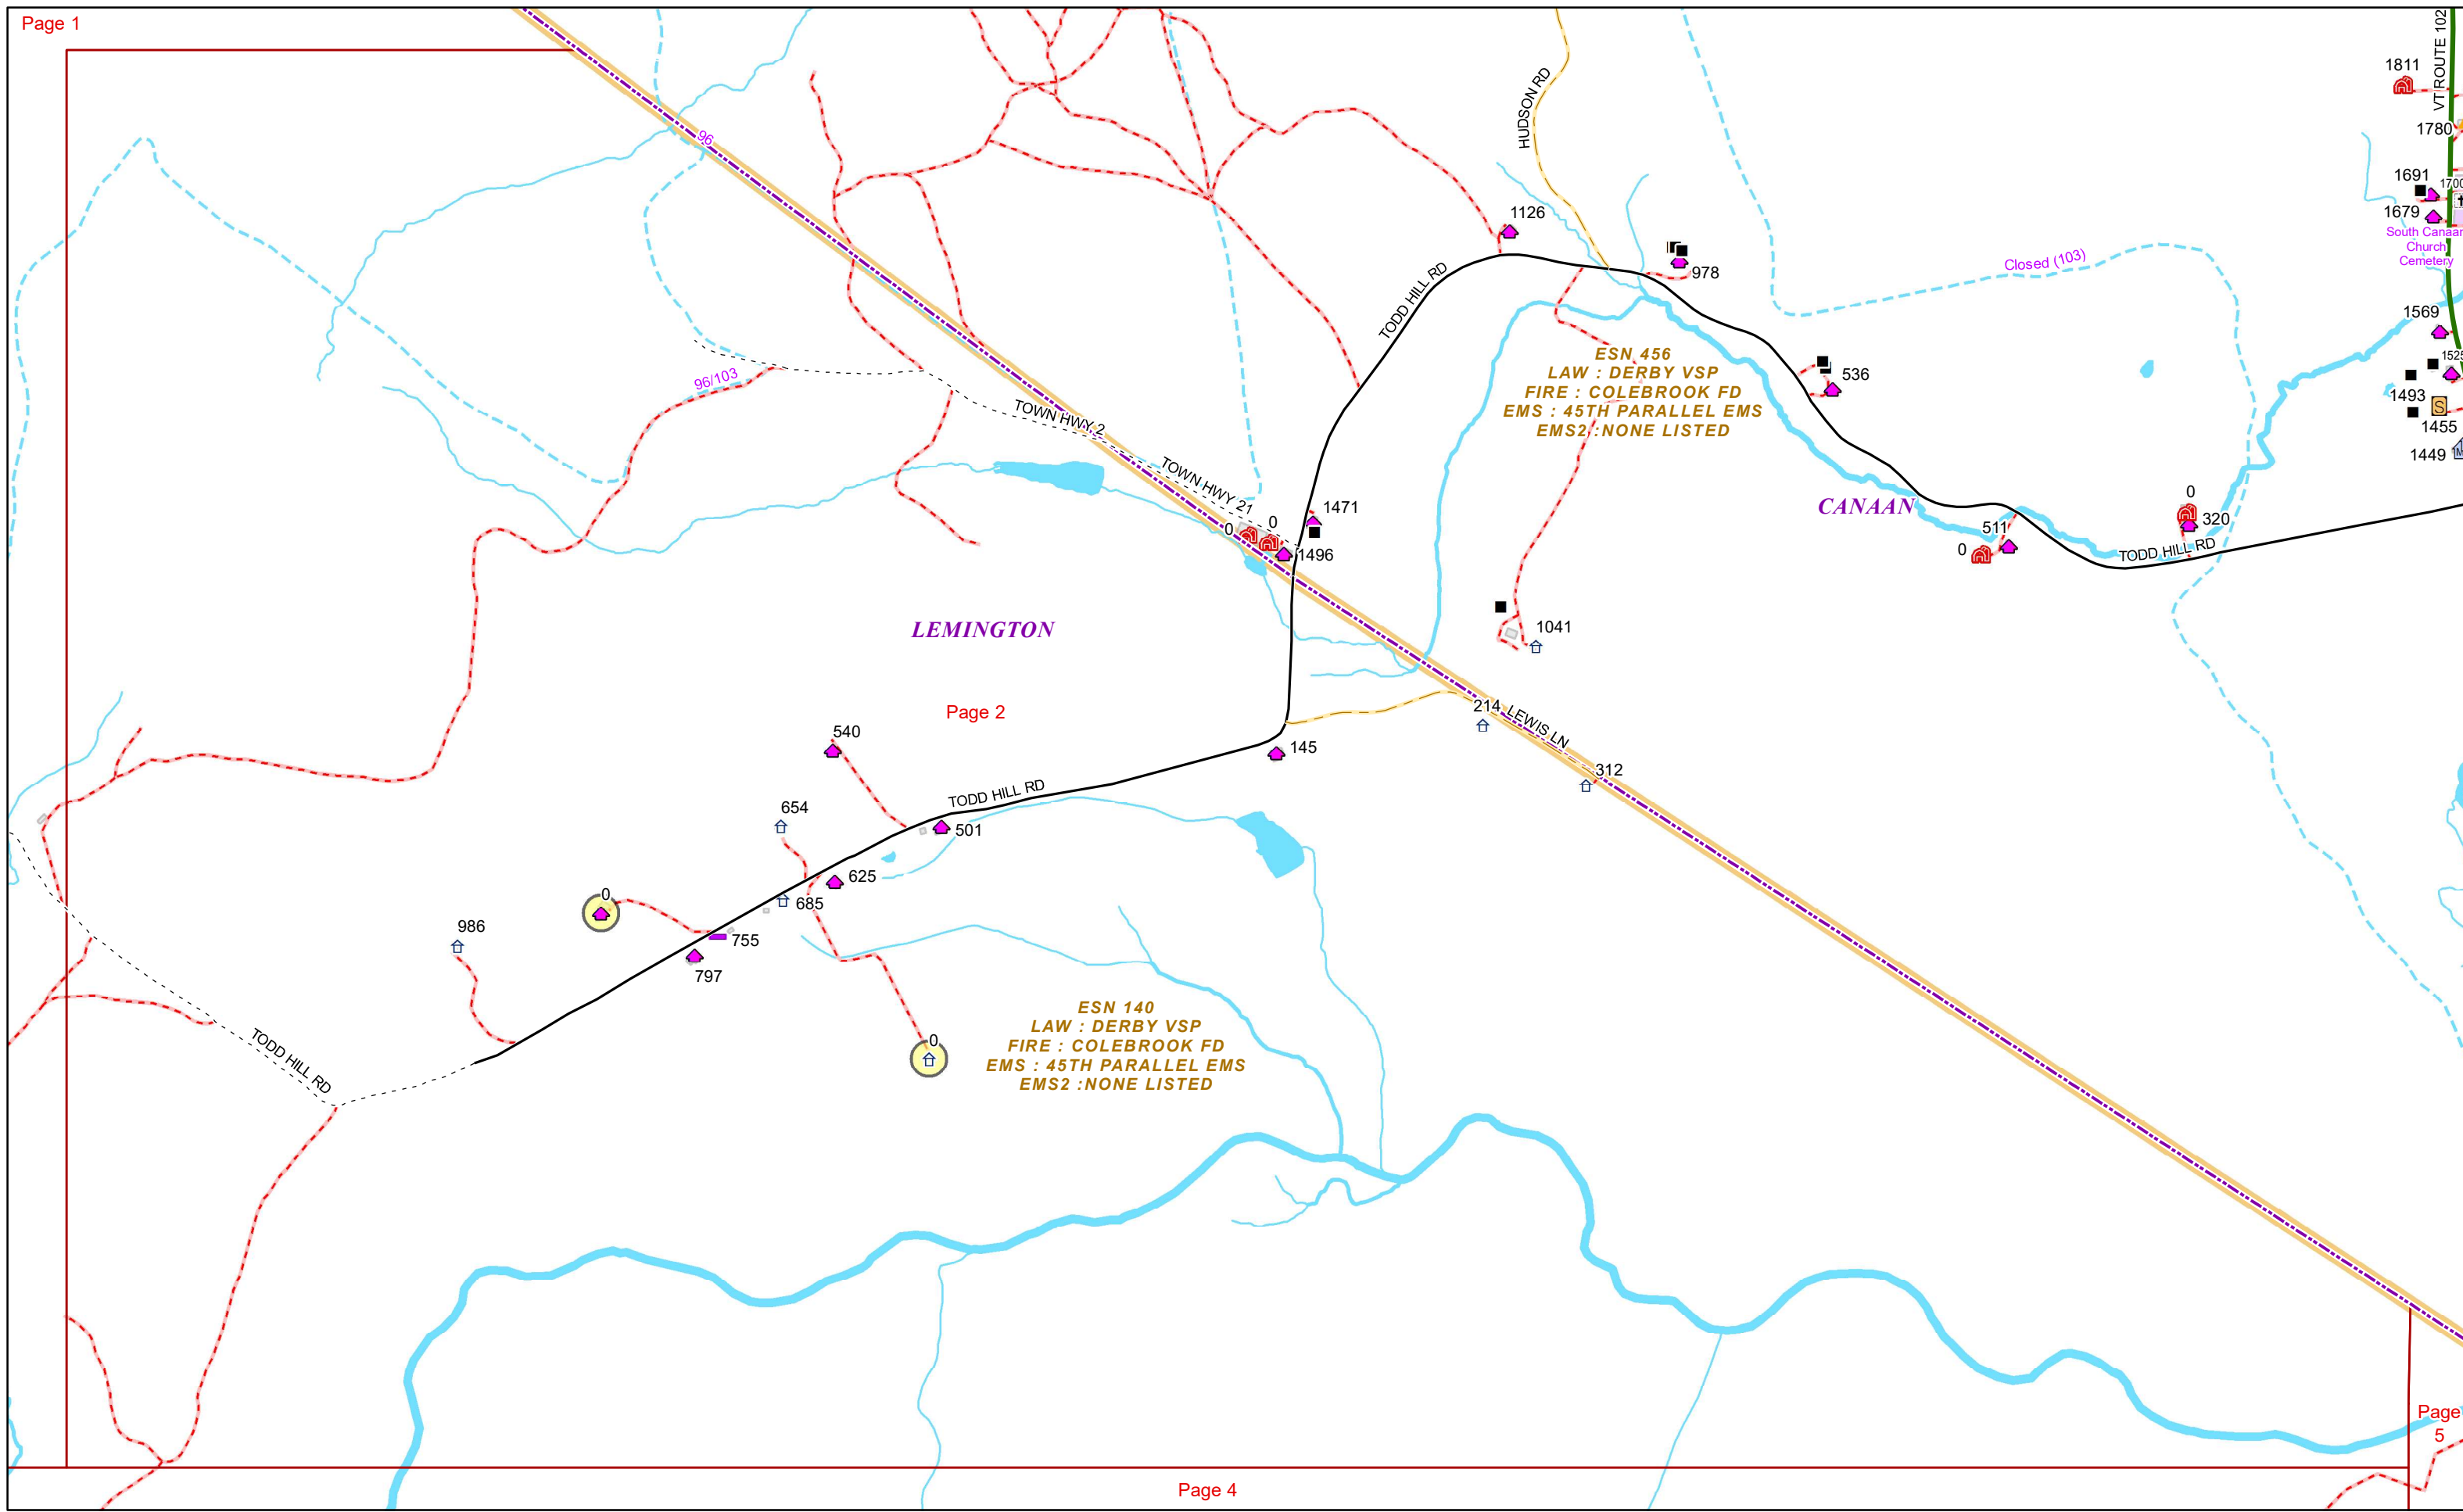 Page 1
VT ROUTE 102
1811
HUDSON RD
1780
96
1691
1700
1679
South Canaan
Church
Cemetery
1126
978
Closed (103)
TODD HILL RD
1569
ESN 456
LAW : DERBY VSP
FIRE : COLEBROOK FD
EMS : 45TH PARALLEL EMS
EMS2 :NONE LISTED
1525
536
96/103
1493
S
TOWN HWY 2
1455
1449
TOWN HWY 21
0
0
1471
1496
CANAAN
0
320
511
0
TODD HILL RD
LEMINGTON
1041
Page 2
214
LEWIS LN
540
145
312
TODD HILL RD
654
501
625
0
685
986
755
797
ESN 140
LAW : DERBY VSP
FIRE : COLEBROOK FD
EMS : 45TH PARALLEL EMS
EMS2 :NONE LISTED
0
TODD HILL RD
Page
5
Page 4